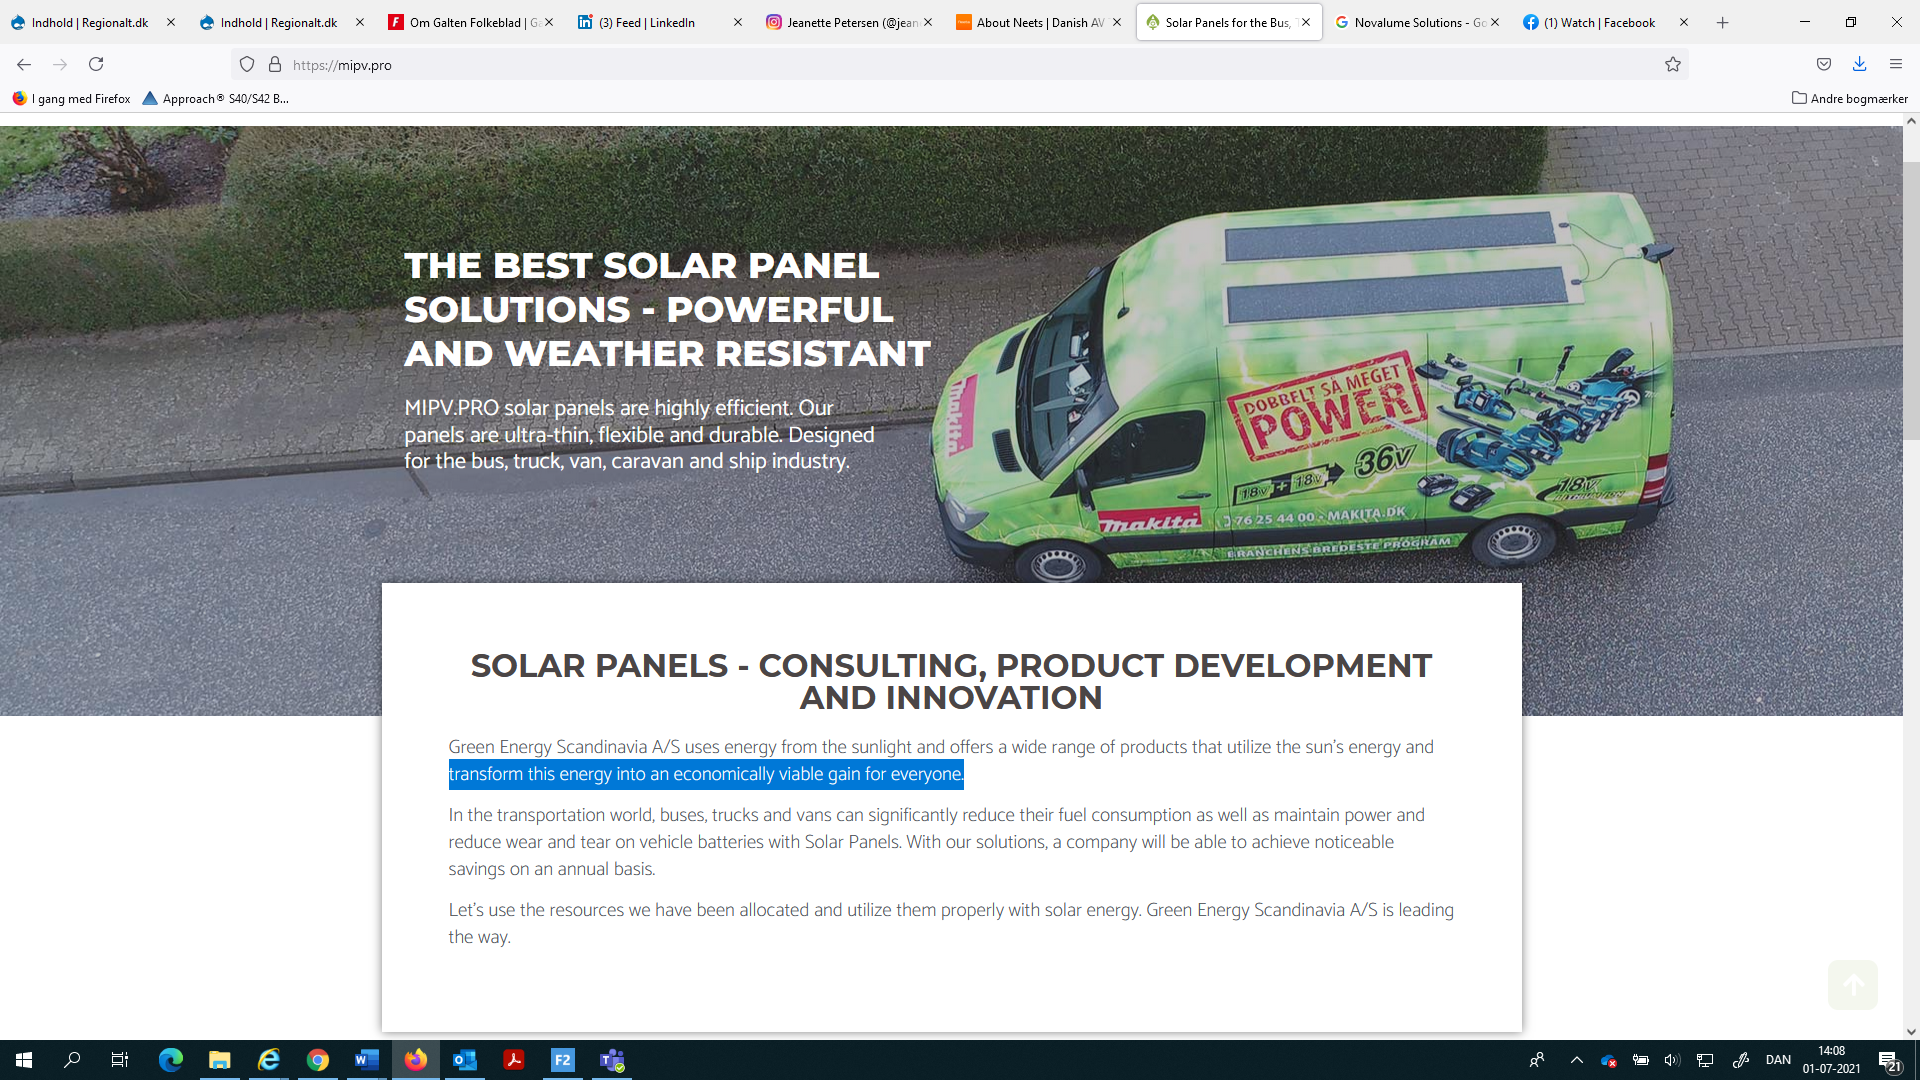 Indhold | Regionalt.dk
Indhold | Regionalt.dk
Om Galten Folkeblad | Ga
(3) Feed | LinkedIn
Jeanette Petersen (@jean
About Neets | Danish AV
Solar Panels for the Bus,
Novalume Solutions - Go
(1) Watch | Facebook
https://mipv.pro
I gang med Firefox
Approach® S40/S42 B...
Andre bogmærker
THE BEST SOLAR PANEL
SOLUTIONS - POWERFUL
AND WEATHER RESISTANT
MIPV.PRO solar panels are highly efficient. Our
panels are ultra-thin, flexible and durable. Designed
for the bus, truck, van, caravan and ship industry.
makita
DOBBELT SÅ MEGET
POWER
18V + 18V
36V
18V
makita
76 25 44 00 - MAKITA.DK
BRANCHENS BREDESTE PROGRAM
SOLAR PANELS - CONSULTING, PRODUCT DEVELOPMENT
AND INNOVATION
Green Energy Scandinavia A/S uses energy from the sunlight and offers a wide range of products that utilize the sun's energy and
transform this energy into an economically viable gain for everyone.
In the transportation world, buses, trucks and vans can significantly reduce their fuel consumption as well as maintain power and
reduce wear and tear on vehicle batteries with Solar Panels. With our solutions, a company will be able to achieve noticeable
savings on an annual basis.
Let's use the resources we have been allocated and utilize them properly with solar energy. Green Energy Scandinavia A/S is leading
the way.
F2
DAN
14:08
01-07-2021
21